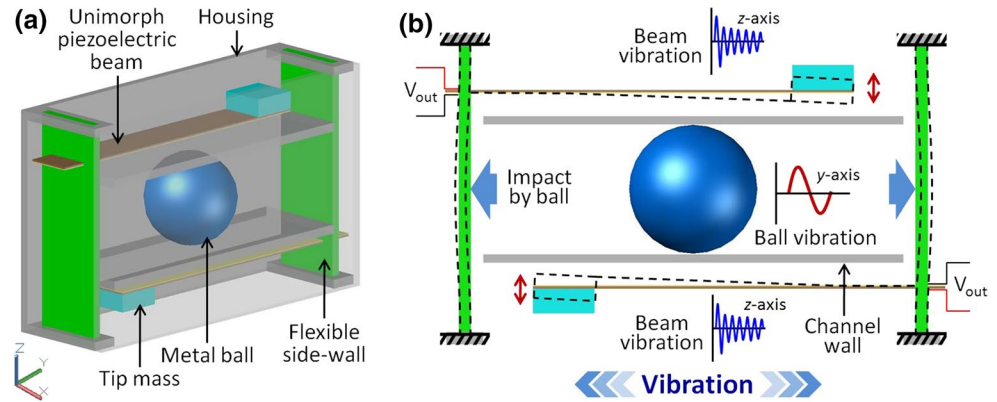 (a)
Unimorph
piezoelectric
beam
Housing
Z
Y
X
Tip mass
Metal ball
Flexible
side-wall
(b)
Beam
vibration
z-axis
Vout
Impact
by ball
y-axis
Ball vibration
Vout
Beam
vibration
z-axis
Channel
wall
Vibration